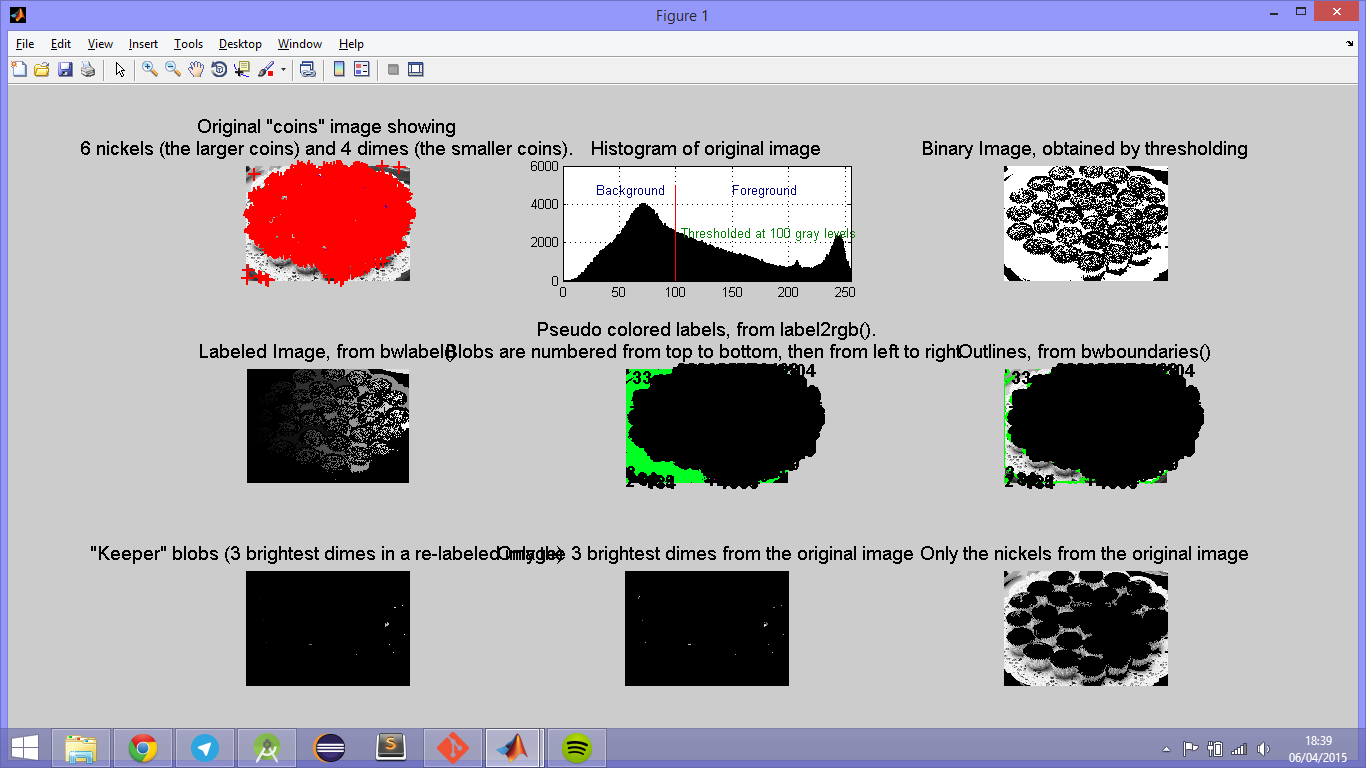 Figure 1
File Edit View Insert Tools Desktop Window Help
Original "coins" image showing
6 nickels (the larger coins) and 4 dimes (the smaller coins).
Histogram of original image
6000
4000
2000
0
0 50 100 150 200 250
Background
Foreground
Thresholded at 100 gray levels
Binary Image, obtained by thresholding
Labeled Image, from bwlabel()
Pseudo colored labels, from label2rgb().
Blobs are numbered from top to bottom, then from left to right.
33
Outlines, from bwboundaries()
33
"Keeper" blobs (3 brightest dimes in a re-labeled image)
Only the 3 brightest dimes from the original image
Only the nickels from the original image
18:39
06/04/2015